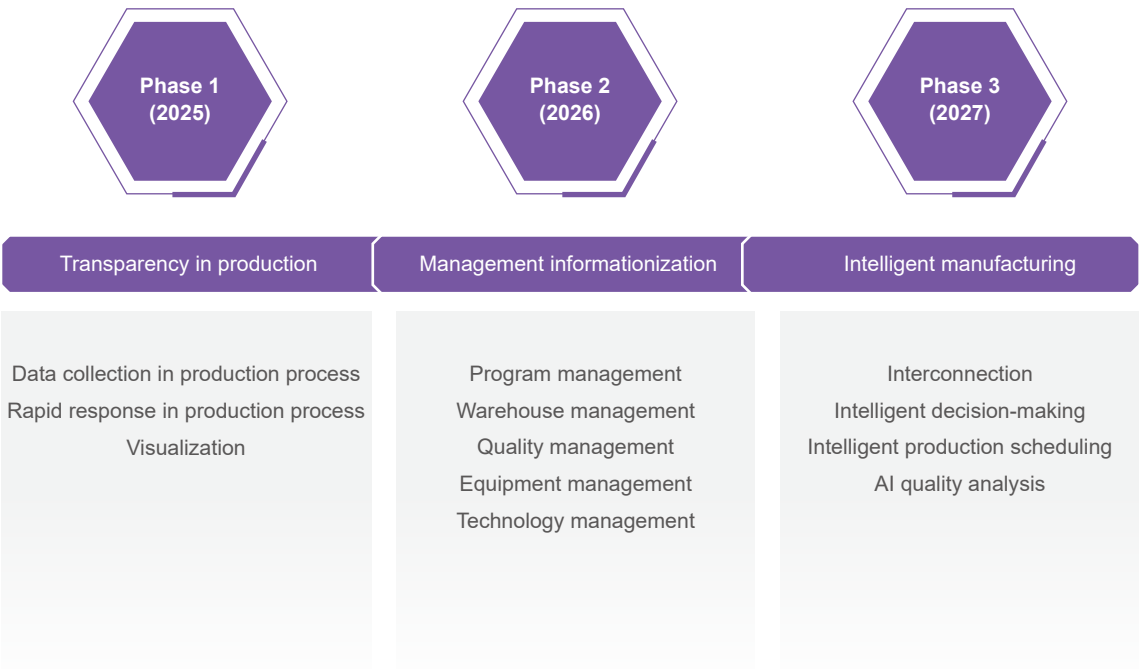 Phase 1
(2025)
Phase 2
(2026)
Phase 3
(2027)
Transparency in production
Management informationization
Intelligent manufacturing
Data collection in production process
Rapid response in production process
Visualization
Program management
Warehouse management
Quality management
Equipment management
Technology management
Interconnection
Intelligent decision-making
Intelligent production scheduling
AI quality analysis